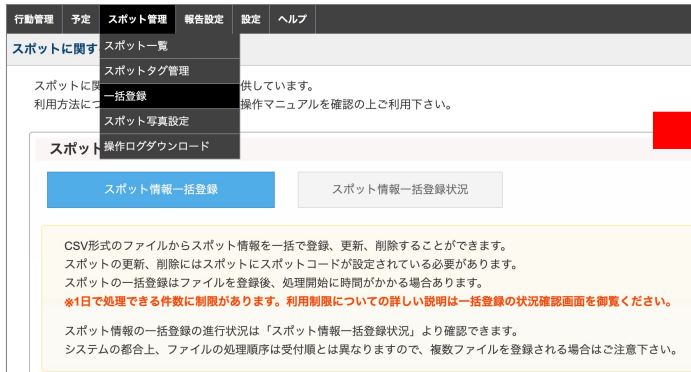 行動管理 予定 スポット管理 報告設定 設定 ヘルプ
スポットに関す
スポット一覧
スポットタグ管理
一括登録
スポット写真設定
操作ログダウンロード
スポットに関 供しています。
利用方法につ 操作マニュアルを確認の上ご利用下さい。
スポット
スポット情報一括登録 スポット情報一括登録状況
CSV形式のファイルからスポット情報を一括で登録、更新、削除することができます。
スポットの更新、削除にはスポットにスポットコードが設定されている必要があります。
スポットの一括登録はファイルを登録後、処理開始に時間がかかる場合あります。
※1日で処理できる件数に制限があります。利用制限についての詳しい説明は一括登録の状況確認画面を御覧ください。
スポット情報の一括登録の進行状況は「スポット情報一括登録状況」より確認できます。
システムの都合上、ファイルの処理順序は受付順とは異なりますので、複数ファイルを登録される場合はご注意下さい。